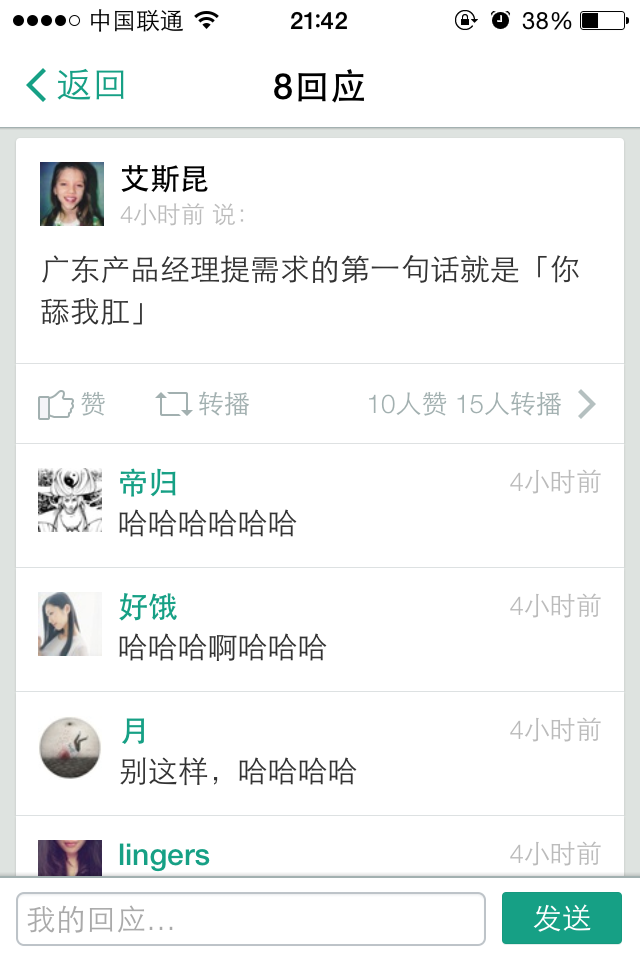 中国联通 21:42 38%
返回 8回应
艾斯昆
4小时前 说：
广东产品经理提需求的第一句话就是「你
舔我肛」
赞 转播 10人赞 15人转播
帝归 4小时前
哈哈哈哈哈哈
好饿 4小时前
哈哈哈啊哈哈哈
月 4小时前
别这样，哈哈哈哈
lingers 4小时前
我的回应... 发送